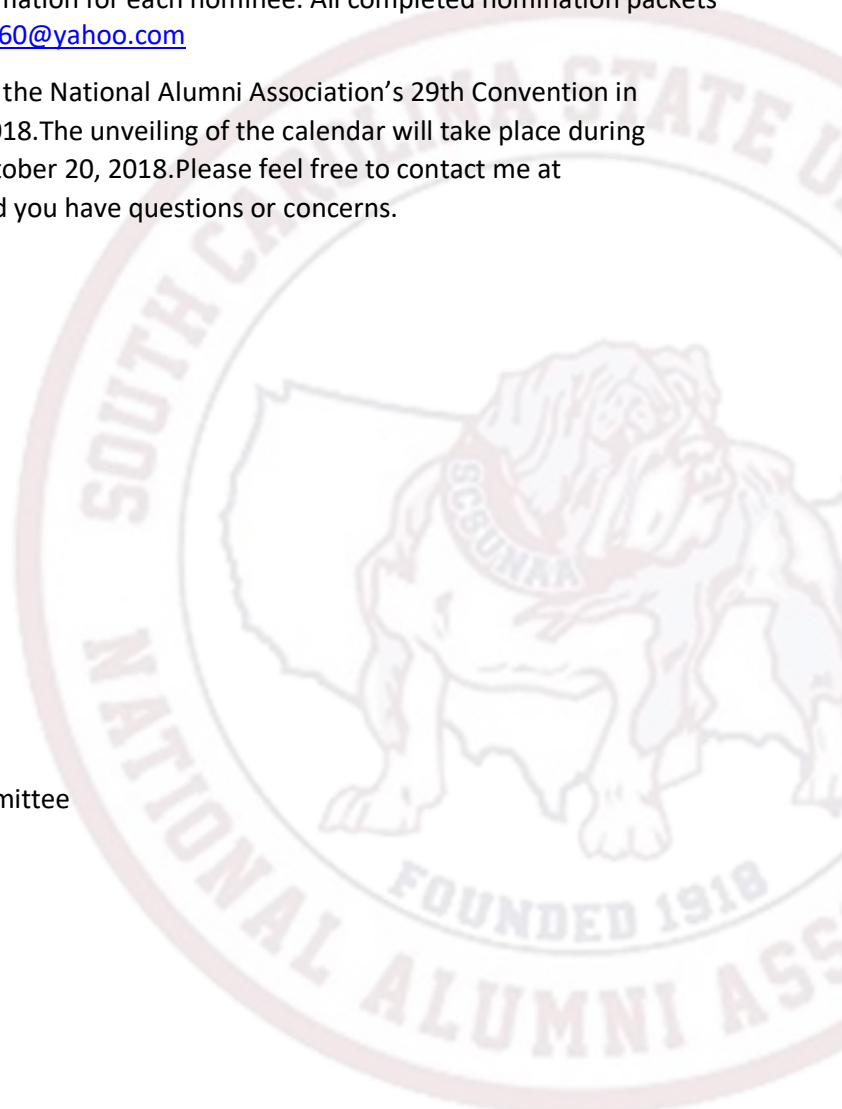 mation for each nominee. All completed nomination packets
60@yahoo.com
the National Alumni Association's 29th Convention in
018.The unveiling of the calendar will take place during
tober 20, 2018.Please feel free to contact me at
d you have questions or concerns.
SOUTH CAROLINA STATE U
SCSUNAA
mittee
FOUNDED 1918
NATIONAL ALUMNI ASS